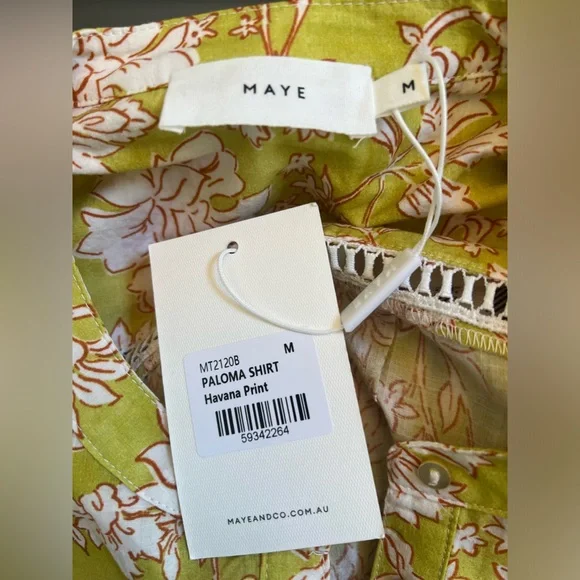 MAYE
M
MT2120B M
PALOMA SHIRT
Havana Print
59342264
MAYEANDCO.COM.AU